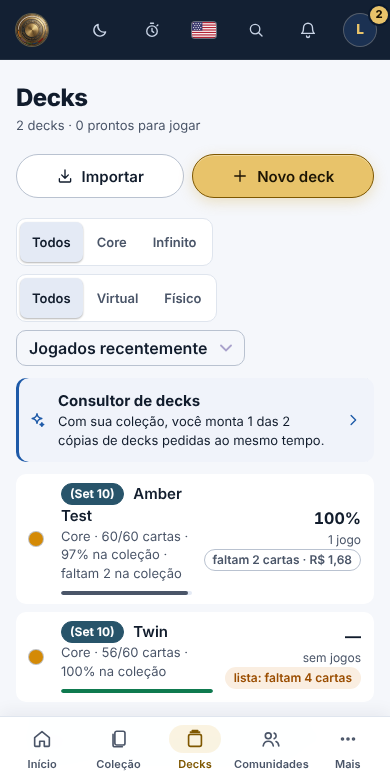 L
2
Decks
2 decks · 0 prontos para jogar
Importar
Novo deck
Todos Core Infinito
Todos Virtual Físico
Jogados recentemente
Consultor de decks
Com sua coleção, você monta 1 das 2
cópias de decks pedidas ao mesmo tempo.
(Set 10) Amber
Test
Core · 60/60 cartas ·
97% na coleção ·
faltam 2 na coleção
100%
1 jogo
faltam 2 cartas · R$ 1,68
(Set 10) Twin
Core · 56/60 cartas ·
100% na coleção
—
sem jogos
lista: faltam 4 cartas
Início Coleção Decks Comunidades Mais